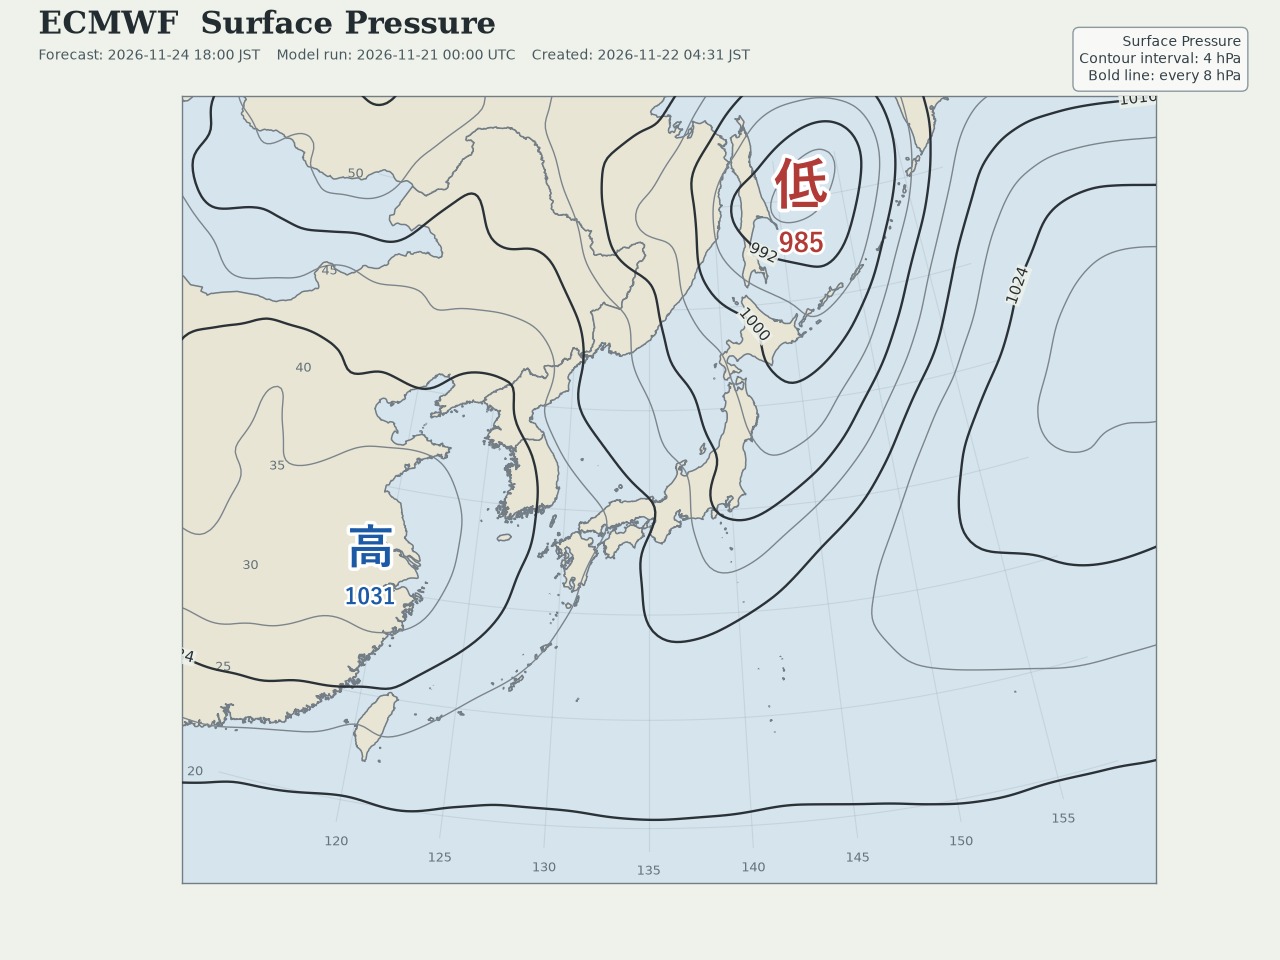 ECMWF  Surface Pressure
Forecast: 2026-11-24 18:00 JST    Model run: 2026-11-21 00:00 UTC    Created: 2026-11-22 04:31 JST
Surface Pressure
Contour interval: 4 hPa
Bold line: every 8 hPa
50
低
985
992
45
1024
1000
40
35
高
1031
30
25
20
120
125
130
135
140
145
150
155